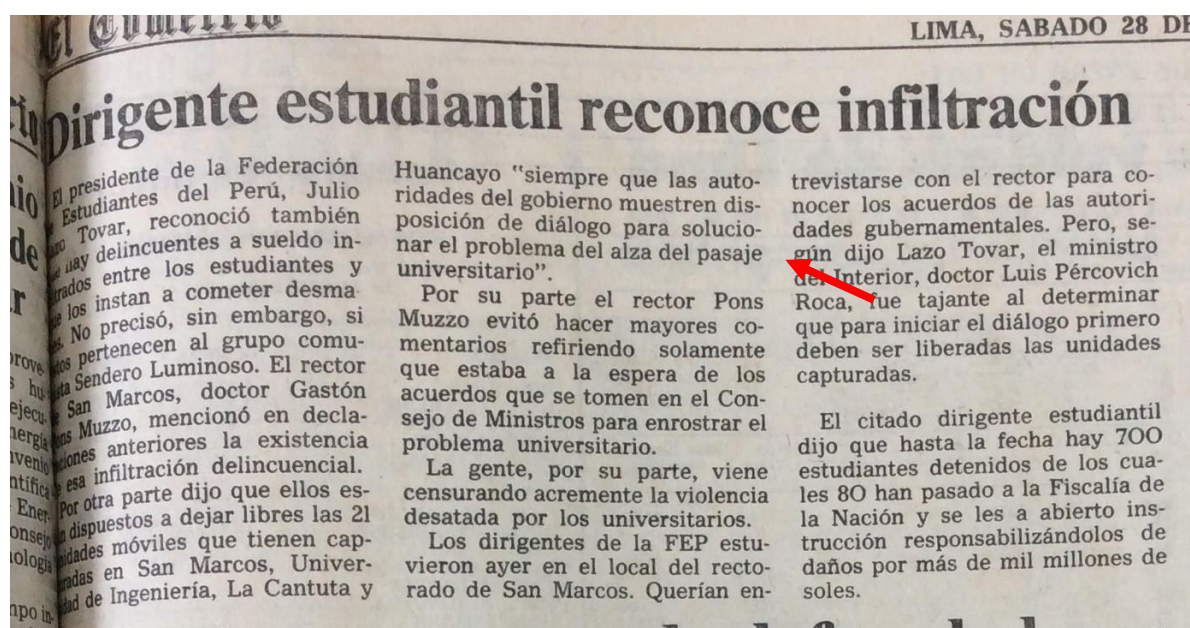 El Comercio
LIMA, SABADO 28 DE
Dirigente estudiantil reconoce infiltración
El presidente de la Federación
Estudiantes del Perú, Julio
Tovar, reconoció también
hay delincuentes a sueldo in-
entre los estudiantes y
los instan a cometer desma
No precisó, sin embargo, si
pertenecen al grupo comu-
Sendero Luminoso. El rector
San Marcos, doctor Gastón
Muzzo, mencionó en decla-
anteriores la existencia
esa infiltración delincuencial.
Por otra parte dijo que ellos es-
dispuestos a dejar libres las 21
móviles que tienen cap-
en San Marcos, Univer-
de Ingeniería, La Cantuta y
Huancayo "siempre que las auto-
ridades del gobierno muestren dis-
posición de diálogo para solucio-
nar el problema del alza del pasaje
universitario".
Por su parte el rector Pons
Muzzo evitó hacer mayores co-
mentarios refiriendo solamente
que estaba a la espera de los
acuerdos que se tomen en el Con-
sejo de Ministros para enrostrar el
problema universitario.
La gente, por su parte, viene
censurando acremente la violencia
desatada por los universitarios.
Los dirigentes de la FEP estu-
vieron ayer en el local del recto-
rado de San Marcos. Querían en-
trevistarse con el rector para co-
nocer los acuerdos de las autori-
dades gubernamentales. Pero, se-
gún dijo Lazo Tovar, el ministro
del Interior, doctor Luis Pércovich
Roca, fue tajante al determinar
que para iniciar el diálogo primero
deben ser liberadas las unidades
capturadas.
El citado dirigente estudiantil
dijo que hasta la fecha hay 700
estudiantes detenidos de los cua-
les 80 han pasado a la Fiscalía de
la Nación y se les a abierto ins-
trucción responsabilizándolos de
daños por más de mil millones de
soles.